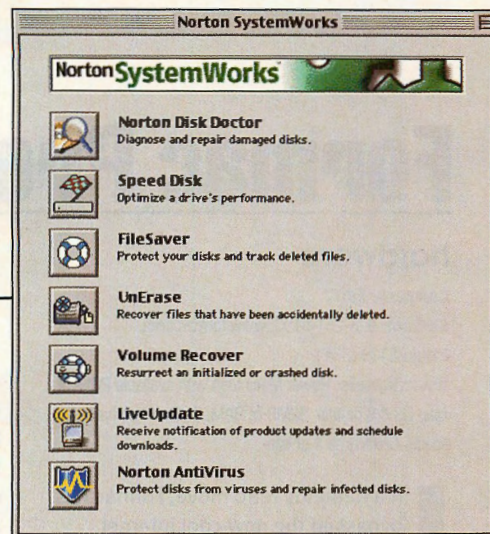 Norton SystemWorks
Norton SystemWorks
Norton Disk Doctor
Diagnose and repair damaged disks.
Speed Disk
Optimize a drive's performance.
FileSaver
Protect your disks and track deleted files.
UnErase
Recover files that have been accidentally deleted.
Volume Recover
Resurrect an initialized or crashed disk.
LiveUpdate
Receive notification of product updates and schedule
downloads.
Norton AntiVirus
Protect disks from viruses and repair infected disks.